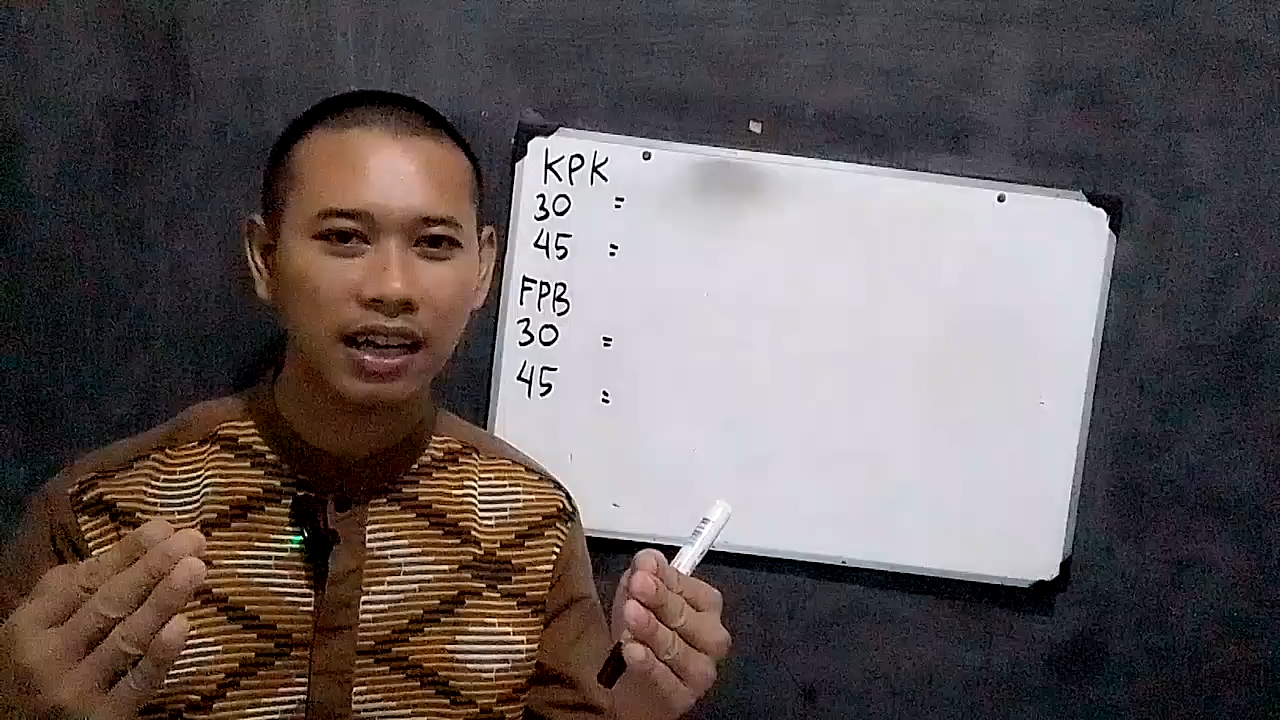 KPK
30 =
45 =
FPB
30 =
45 =